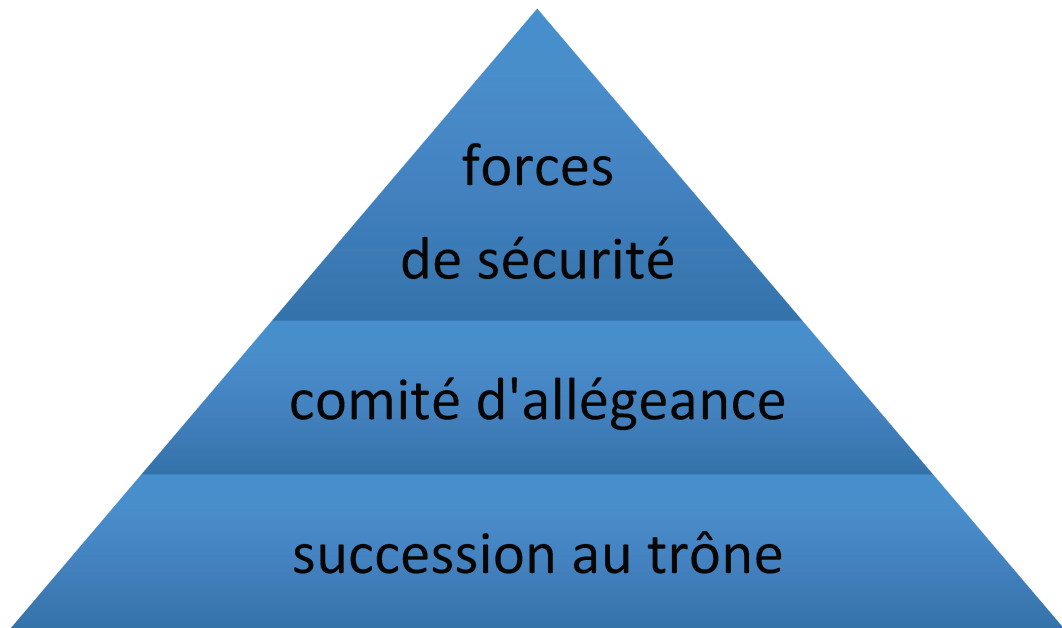 forces
de sécurité
comité d'allégeance
succession au trône